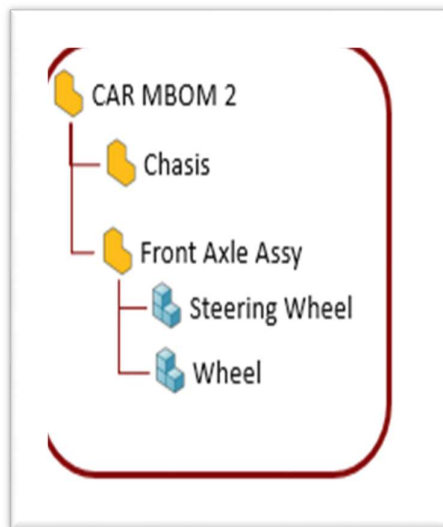 CAR MBOM 2
Chasis
Front Axle Assy
Steering Wheel
Wheel